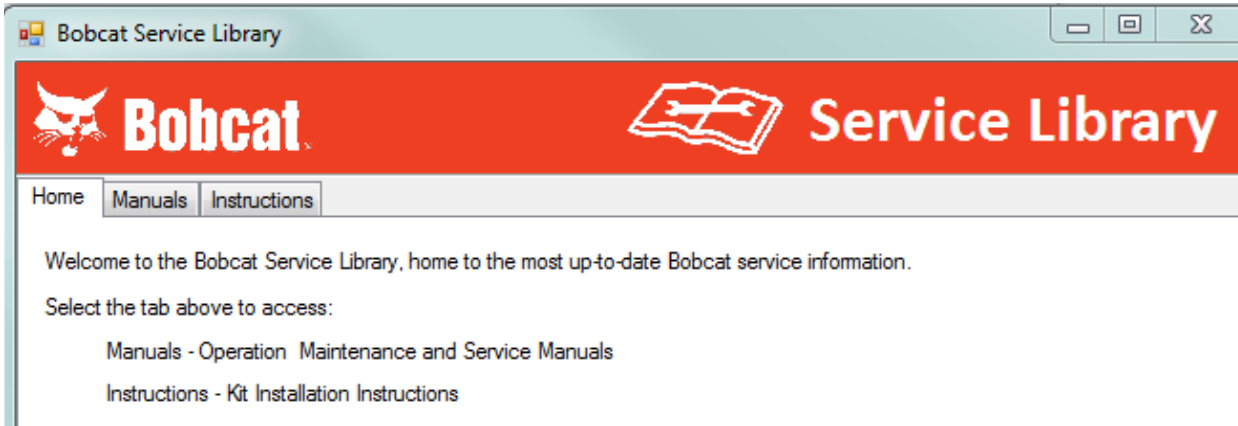 Bobcat Service Library
Bobcat
Service Library
Home Manuals Instructions
Welcome to the Bobcat Service Library, home to the most up-to-date Bobcat service information.
Select the tab above to access:
Manuals - Operation  Maintenance and Service Manuals
Instructions - Kit Installation Instructions